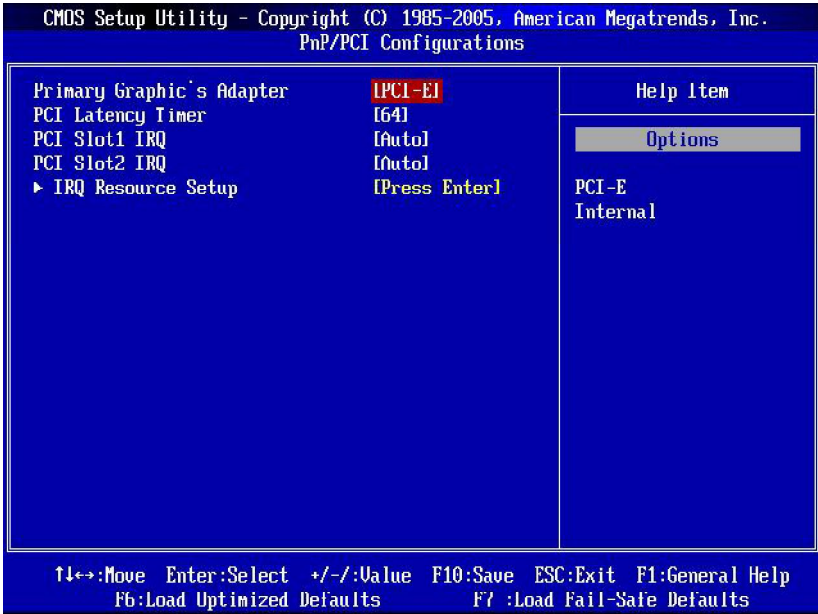 CMOS Setup Utility - Copyright (C) 1985-2005, American Megatrends, Inc.
PnP/PCI Configurations
Primary Graphic's Adapter [PCI-E]
PCI Latency Timer [64]
PCI Slot1 IRQ [Auto]
PCI Slot2 IRQ [Auto]
► IRQ Resource Setup [Press Enter]
Help Item
Options
PCI-E
Internal
↑↓←→:Move Enter:Select +/-/:Value F10:Save ESC:Exit F1:General Help
F6:Load Optimized Defaults F7 :Load Fail-Safe Defaults